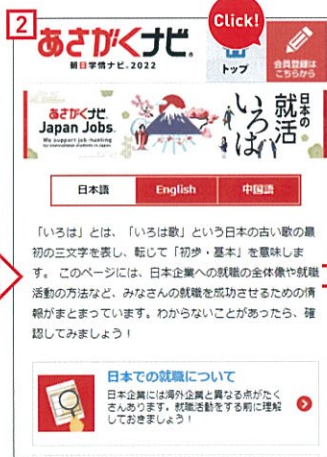 2
Click!
あさがくナビ.
朝日学情ナビ.2022
トップ
会員登録は
こちらから
あさがくナビ.
Japan Jobs.
We support job-hunting
for international students in Japan
日本の
就活
いろは
日本語 English 中国語
「いろは」とは、「いろは歌」という日本の古い歌の最
初の三文字を表し、転じて「初歩・基本」を意味しま
す。 このページには、日本企業への就職の全体像や就職
活動の方法など、みなさんの就職を成功させるための情
報がまとまっています。わからないことがあったら、確
認してみましょう！
日本での就職について
日本企業には海外企業と異なる点がたく
さんあります。就職活動をする前に理解
しておきましょう！